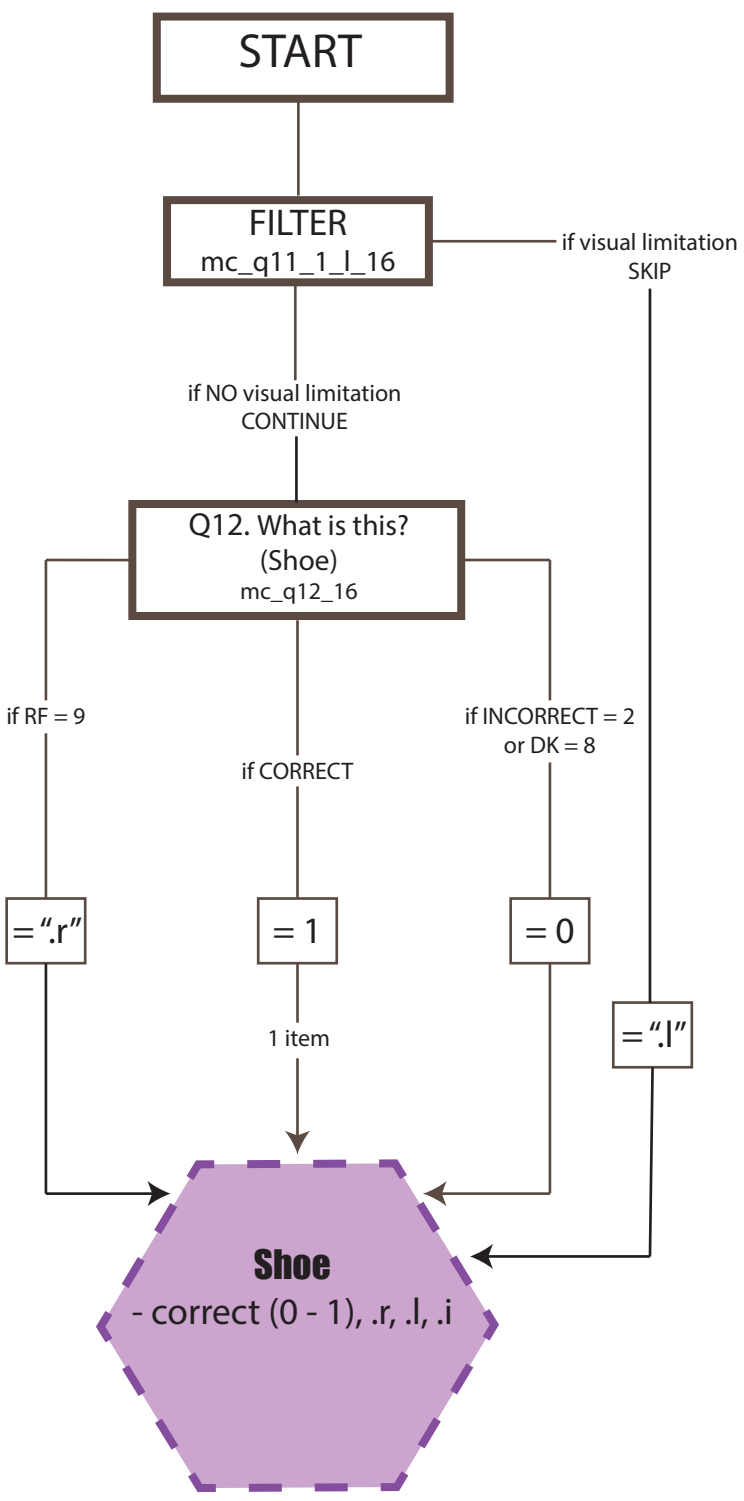 START
FILTER
mc_q11_1_l_16
if visual limitation
SKIP
if NO visual limitation
CONTINUE
Q12. What is this?
(Shoe)
mc_q12_16
if RF = 9
if CORRECT
if INCORRECT = 2
or DK = 8
= “.r”
= 1
= 0
= “.l”
1 item
Shoe
- correct (0 - 1), .r, .l, .i